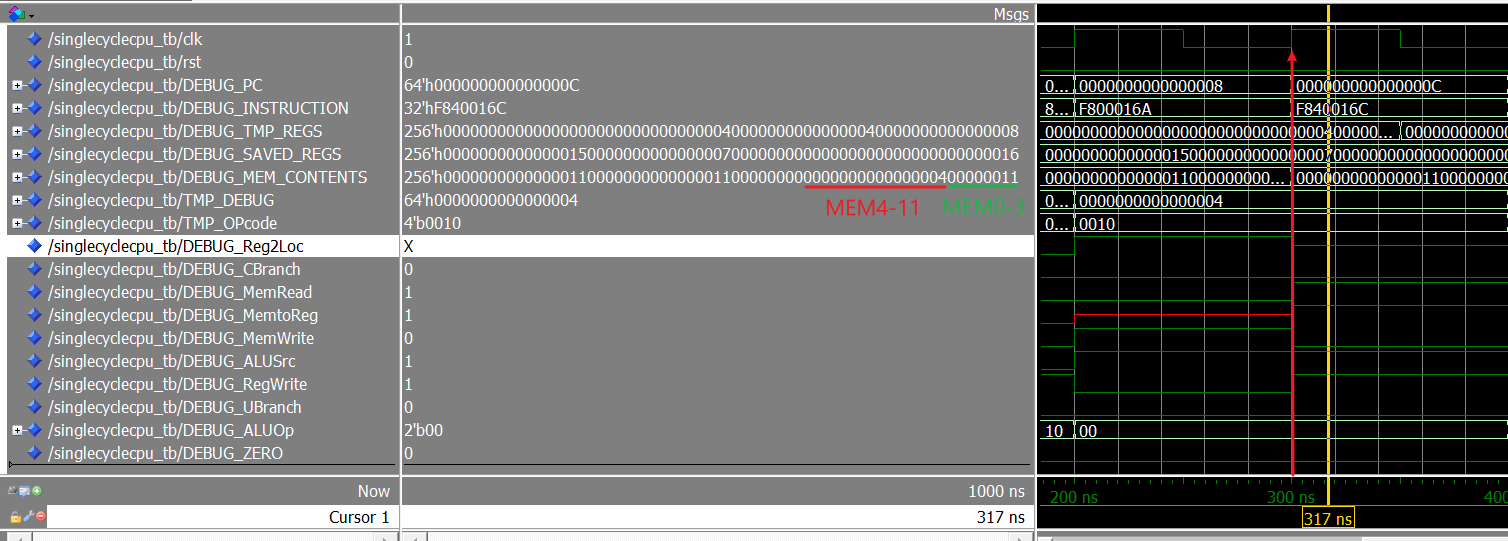 Msgs
/singlecyclecpu_tb/clk 1
/singlecyclecpu_tb/rst 0
/singlecyclecpu_tb/DEBUG_PC 64'h000000000000000C 0... 0000000000000008 000000000000000C
/singlecyclecpu_tb/DEBUG_INSTRUCTION 32'hF840016C 8... F800016A F840016C
/singlecyclecpu_tb/DEBUG_TMP_REGS 256'h0000000000000000000000000000000400000000000000040000000000000008 0000000000000000000000000000000400000... 000000000000
/singlecyclecpu_tb/DEBUG_SAVED_REGS 256'h0000000000000015000000000000000700000000000000000000000000000016 0000000000000015000000000000000700000000000000000
/singlecyclecpu_tb/DEBUG_MEM_CONTENTS 256'h0000000000000011000000000000001100000000000000000000000400000011 0000000000000011000000000... 00000000000000110000000
/singlecyclecpu_tb/TMP_DEBUG 64'h0000000000000004 0... 0000000000000004
MEM4-11 MEM0-3
/singlecyclecpu_tb/TMP_OPcode 4'b0010 0... 0010
/singlecyclecpu_tb/DEBUG_Reg2Loc X
/singlecyclecpu_tb/DEBUG_CBranch 0
/singlecyclecpu_tb/DEBUG_MemRead 1
/singlecyclecpu_tb/DEBUG_MemtoReg 1
/singlecyclecpu_tb/DEBUG_MemWrite 0
/singlecyclecpu_tb/DEBUG_ALUSrc 1
/singlecyclecpu_tb/DEBUG_RegWrite 1
/singlecyclecpu_tb/DEBUG_UBranch 0
/singlecyclecpu_tb/DEBUG_ALUOp 2'b00 10 00
/singlecyclecpu_tb/DEBUG_ZERO 0
Now 1000 ns 200 ns 300 ns 400
Cursor 1 317 ns 317 ns